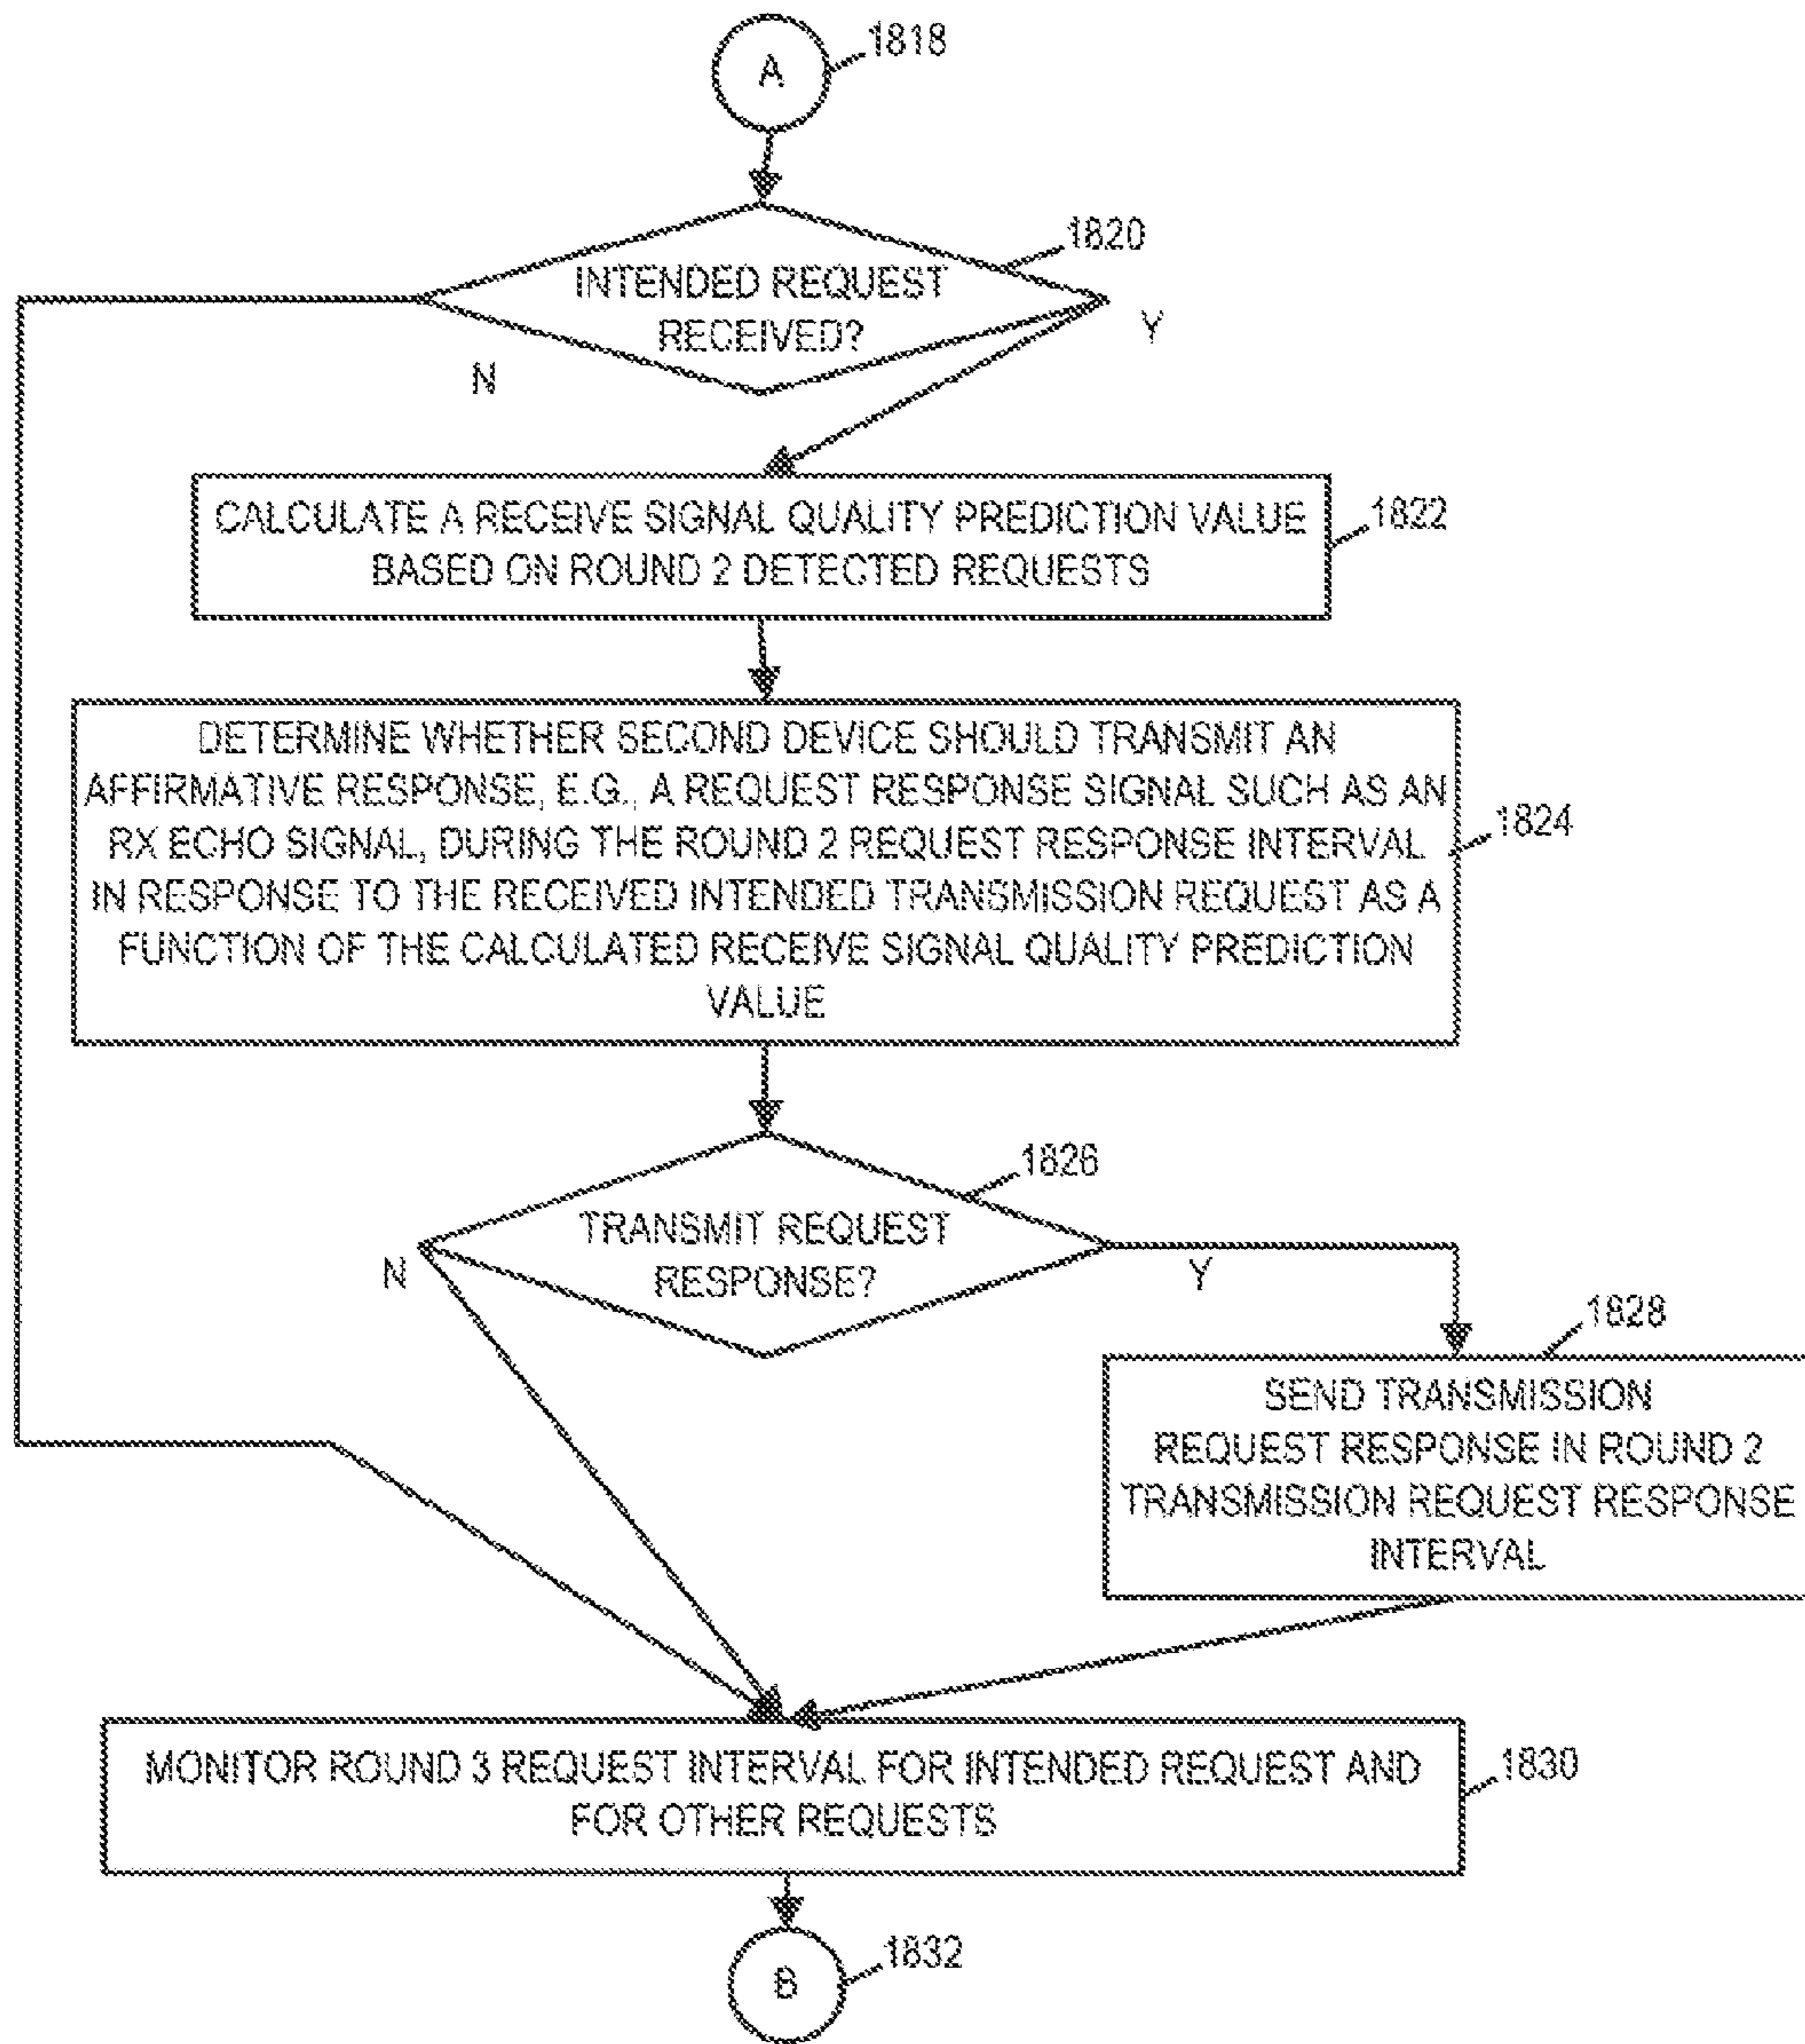 A
1818
1820
INTENDED REQUEST
RECEIVED?
Y
N
CALCULATE A RECEIVE SIGNAL QUALITY PREDICTION VALUE
BASED ON ROUND 2 DETECTED REQUESTS
1822
DETERMINE WHETHER SECOND DEVICE SHOULD TRANSMIT AN
AFFIRMATIVE RESPONSE, E.G., A REQUEST RESPONSE SIGNAL SUCH AS AN
RX ECHO SIGNAL, DURING THE ROUND 2 REQUEST RESPONSE INTERVAL
IN RESPONSE TO THE RECEIVED INTENDED TRANSMISSION REQUEST AS A
FUNCTION OF THE CALCULATED RECEIVE SIGNAL QUALITY PREDICTION
VALUE
1824
1826
TRANSMIT REQUEST
RESPONSE?
N
Y
1828
SEND TRANSMISSION
REQUEST RESPONSE IN ROUND 2
TRANSMISSION REQUEST RESPONSE
INTERVAL
MONITOR ROUND 3 REQUEST INTERVAL FOR INTENDED REQUEST AND
FOR OTHER REQUESTS
1830
B
1832